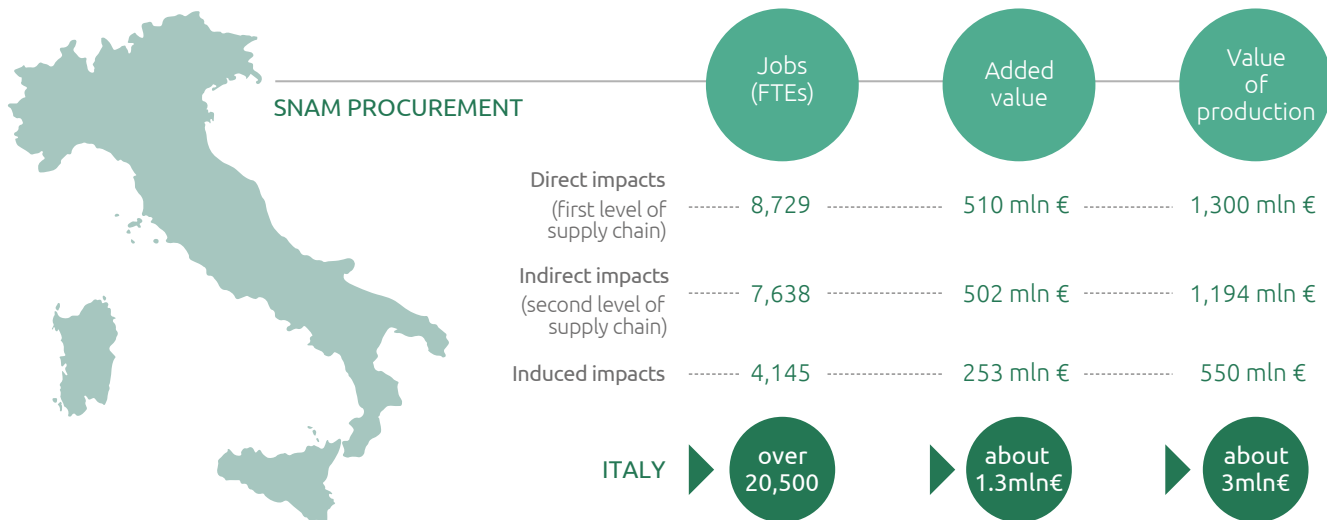 SNAM PROCUREMENT
Jobs
(FTEs)
Added
value
Value
of
production
Direct impacts
(first level of
supply chain)
8,729
510 mln €
1,300 mln €
Indirect impacts
(second level of
supply chain)
7,638
502 mln €
1,194 mln €
Induced impacts
4,145
253 mln €
550 mln €
ITALY
over
20,500
about
1.3mln€
about
3mln€